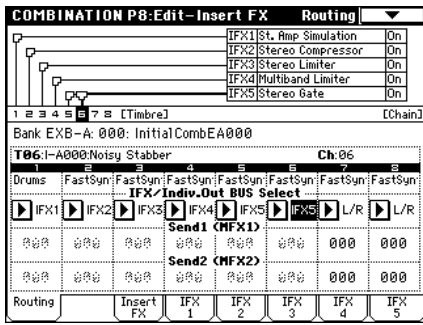 COMBINATION P8:Edit-Insert FX Routing
IFX1 St. Amp Simulation On
IFX2 Stereo Compressor On
IFX3 Stereo Limiter On
IFX4 Multiband Limiter On
IFX5 Stereo Gate On
1 2 3 4 5 6 7 8 [Timbre] [Chain]
Bank EXB-A: 000: InitialCombEA000
T06:I-A000:Noisy Stabber Ch:06
1 2 3 4 5 6 7 8
Drums FastSyn FastSyn FastSyn FastSyn FastSyn FastSyn FastSyn
IFX/Indiv.Out BUS Select
IFX1 IFX2 IFX3 IFX4 IFX5 IFX5 L/R L/R
Send1 (MFX1)
000 000
Send2 (MFX2)
000 000
Routing Insert FX IFX 1 IFX 2 IFX 3 IFX 4 IFX 5